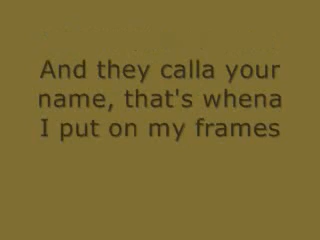 And they calla your
name, that's whena
I put on my frames